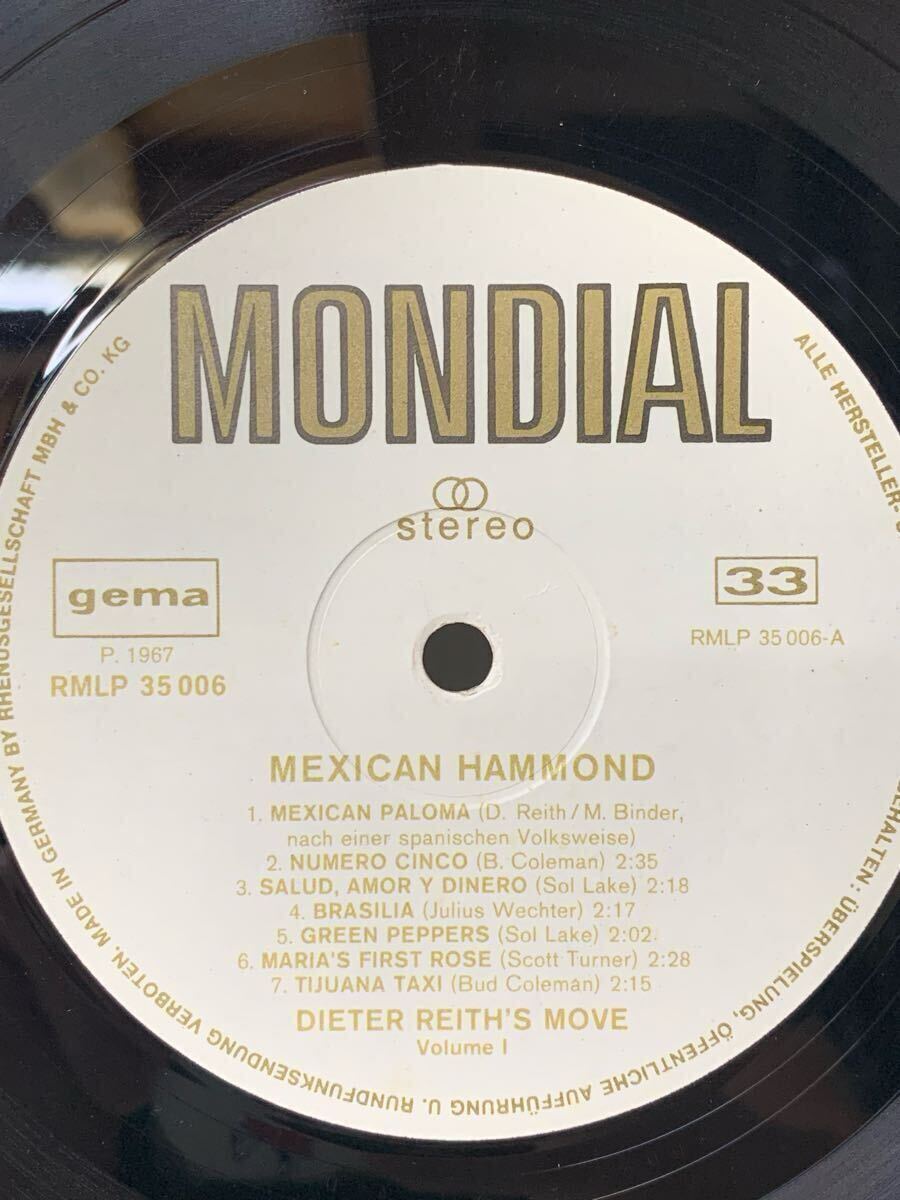 MONDIAL
stereo
gema
33
P. 1967
RMLP 35 006
RMLP 35 006-A
MEXICAN HAMMOND
1. MEXICAN PALOMA (D. Reith / M. Binder,
nach einer spanischen Volksweise)
2. NUMERO CINCO (B. Coleman) 2:35
3. SALUD, AMOR Y DINERO (Sol Lake) 2:18
4. BRASILIA (Julius Wechter) 2:17
5. GREEN PEPPERS (Sol Lake) 2:02
6. MARIA'S FIRST ROSE (Scott Turner) 2:28
7. TIJUANA TAXI (Bud Coleman) 2:15
DIETER REITH'S MOVE
Volume I
ALLE HERSTELLER- : ÜBERSPIELUNG, ÖFFENTLICHE AUFFÜHRUNG U. RUNDFUNKSENDUNG VERBOTEN. MADE IN GERMANY BY RHENUSGESELLSCHAFT MBH & CO. KG